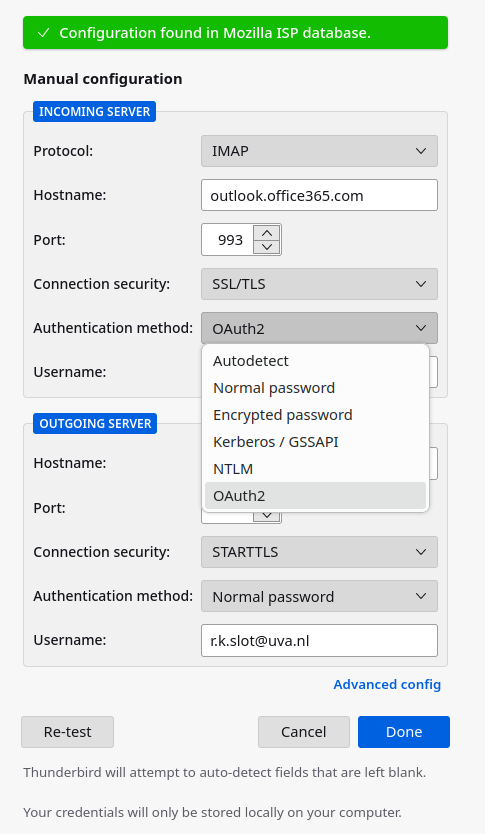 Configuration found in Mozilla ISP database.
Manual configuration
INCOMING SERVER
Protocol: IMAP
Hostname: outlook.office365.com
Port: 993
Connection security: SSL/TLS
Authentication method: OAuth2
Username:
Autodetect
Normal password
Encrypted password
Kerberos / GSSAPI
NTLM
OAuth2
OUTGOING SERVER
Hostname:
Port:
Connection security: STARTTLS
Authentication method: Normal password
Username: r.k.slot@uva.nl
Advanced config
Re-test Cancel Done
Thunderbird will attempt to auto-detect fields that are left blank.
Your credentials will only be stored locally on your computer.